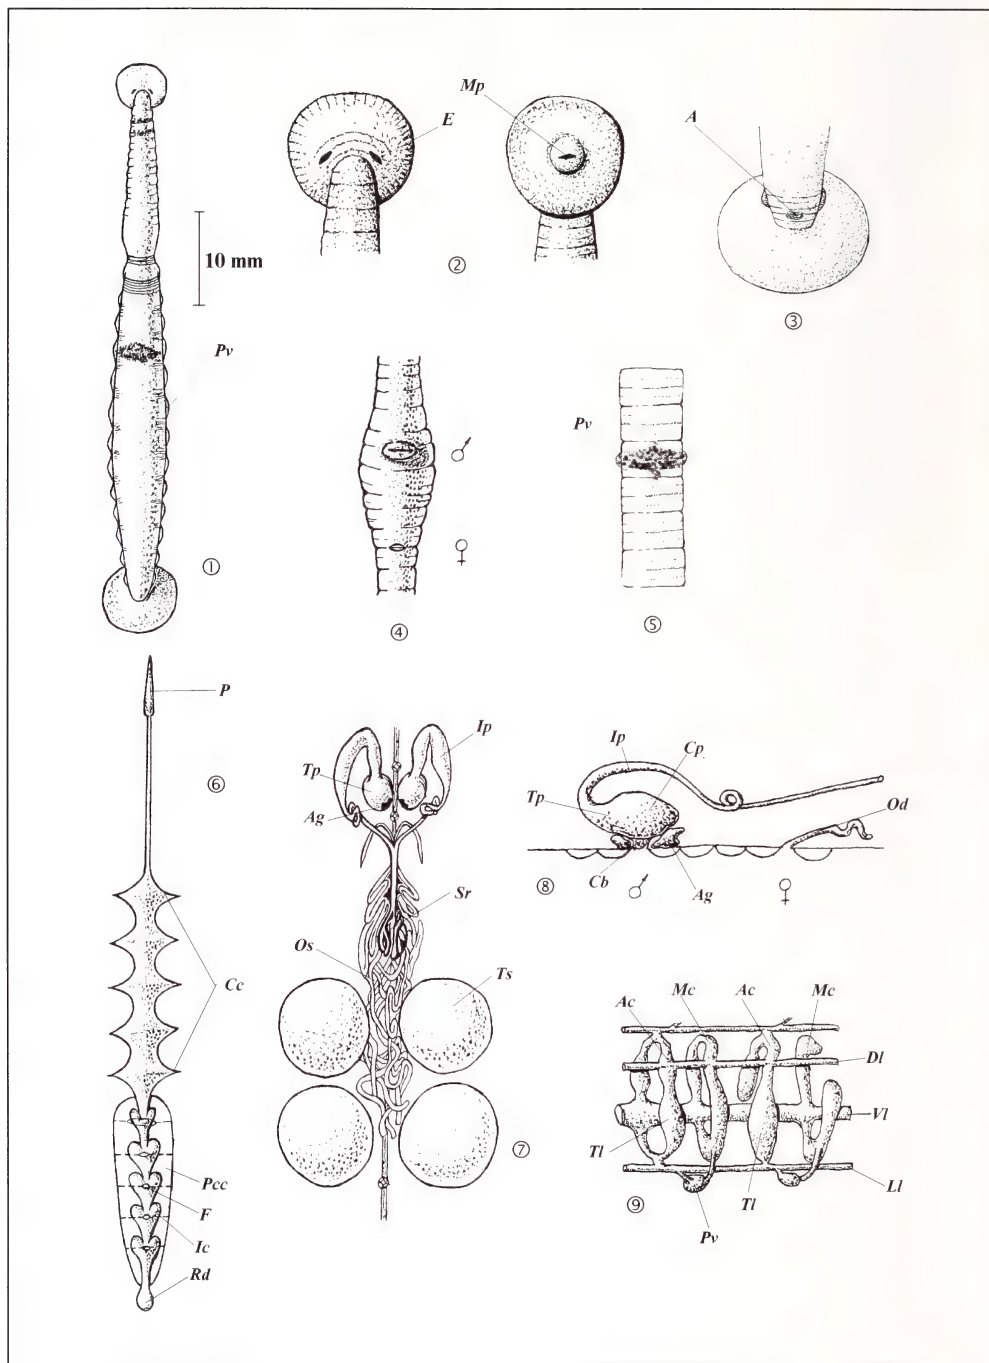 Mp
E
A
10 mm
②
③
Pv
Pv
♂
♀
①
④
⑤
P
Ip
⑥
Tp
Ag
Ip
Cp
Tp
Od
Cb
♂
Ag
♀
⑧
Sr
Os
Ts
Cc
Ac
Mc
Ac
Mc
Dl
Vl
Tl
⑦
Pcc
F
Ic
Rd
Ll
Tl
⑨
Pv